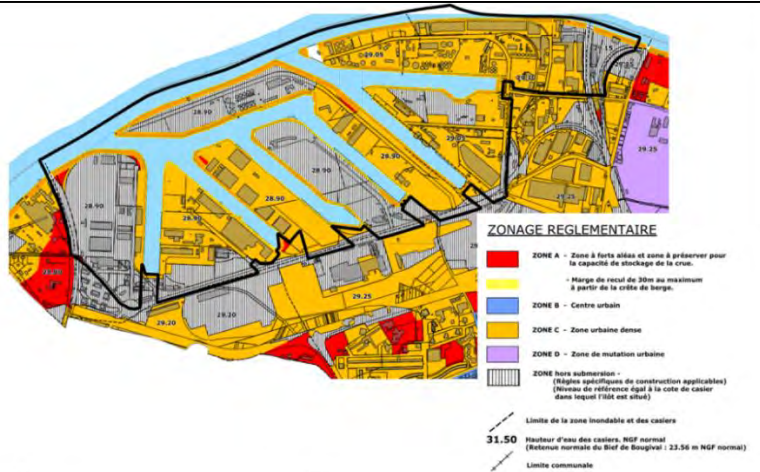 29.05
15
28.90
29.25
28.90
28.90
28.90
28.90
28.90
29.25
29.25
29.20
29.20
ZONAGE REGLEMENTAIRE
ZONE A - Zone à forts aléas et zone à préserver pour
la capacité de stockage de la crue.
- Marge de recul de 30m au maximum
à partir de la crête de berge.
ZONE B - Centre urbain
ZONE C - Zone urbaine dense
ZONE D - Zone de mutation urbaine
ZONE hors submersion -
(Règles spécifiques de construction applicables)
(Niveau de référence égal à la cote de casier
dans lequel l'ilôt est situé)
Limite de la zone inondable et des casiers
31.50 Hauteur d'eau des casiers. NGF normal
(Retenue normale du Bief de Bougival : 23.56 m NGF normal)
Limite communale